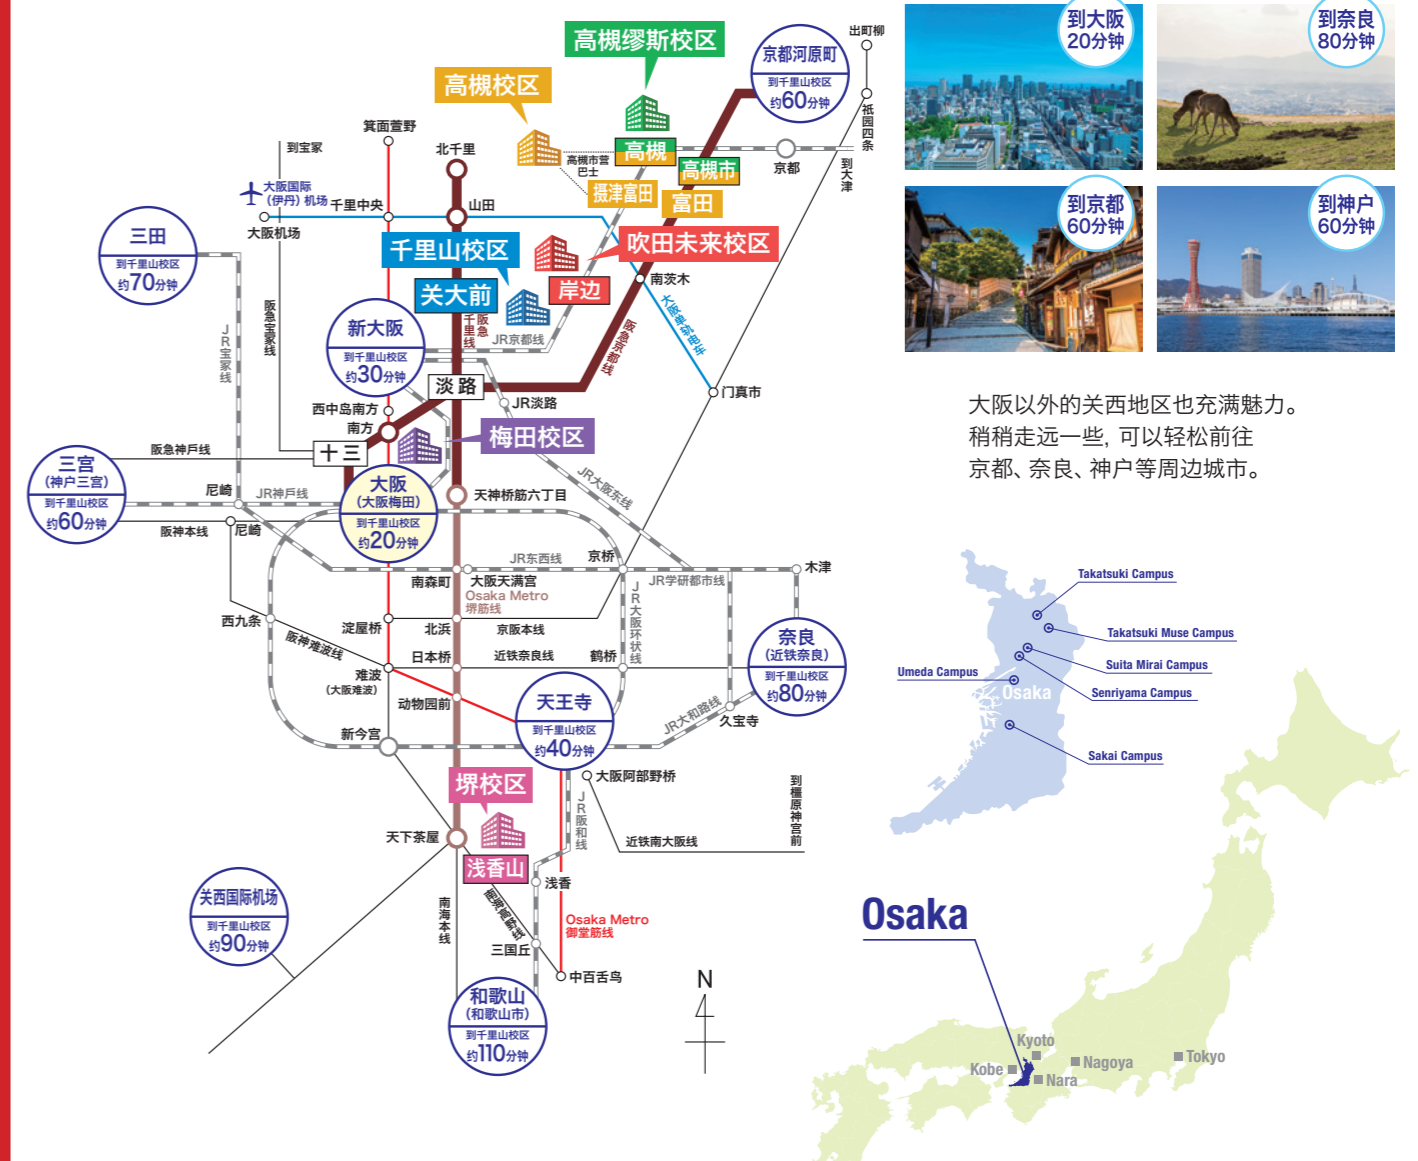 高槻缪斯校区
高槻校区
京都河原町
到千里山校区
约60分钟
出町柳
祇园四条
到大津
箕面萱野
到宝冢
北千里
高槻
高槻市营
巴士
高槻市
京都
摂津富田
富田
大阪国际
(伊丹) 机场
千里中央
山田
大阪机场
三田
到千里山校区
约70分钟
千里山校区
吹田未来校区
关大前
岸边
南茨木
大阪单轨电车
阪急宝冢线
JR宝冢线
新大阪
到千里山校区
约30分钟
阪急
千里线
JR京都线
阪急京都线
淡路
JR淡路
门真市
西中岛南方
南方
梅田校区
十三
阪急神戶线
三宫
(神户三宫)
到千里山校区
约60分钟
尼崎
JR神戶线
大阪
(大阪梅田)
到千里山校区
约20分钟
天神桥筋六丁目
JR大阪东线
阪神本线
尼崎
JR东西线
京桥
木津
南森町
大阪天满宫
JR学研都市线
Osaka Metro
堺筋线
JR大阪环状线
西九条
淀屋桥
北浜
京阪本线
阪神难波线
日本桥
近铁奈良线
鹤桥
奈良
(近铁奈良)
到千里山校区
约80分钟
难波
(大阪难波)
动物园前
天王寺
到千里山校区
约40分钟
JR大和路线
久宝寺
新今宫
堺校区
大阪阿部野桥
到橿原神宫前
JR阪和线
天下茶屋
近铁南大阪线
浅香山
浅香
关西国际机场
到千里山校区
约90分钟
南海本线
Osaka Metro
御堂筋线
三国丘
中百舌鸟
和歌山
(和歌山市)
到千里山校区
约110分钟
N
到大阪
20分钟
到奈良
80分钟
到京都
60分钟
到神户
60分钟
大阪以外的关西地区也充满魅力。
稍稍走远一些，可以轻松前往
京都、奈良、神户等周边城市。
Takatsuki Campus
Takatsuki Muse Campus
Suita Mirai Campus
Umeda Campus
Senriyama Campus
Osaka
Sakai Campus
Osaka
Kyoto
Kobe
Nagoya
Nara
Tokyo